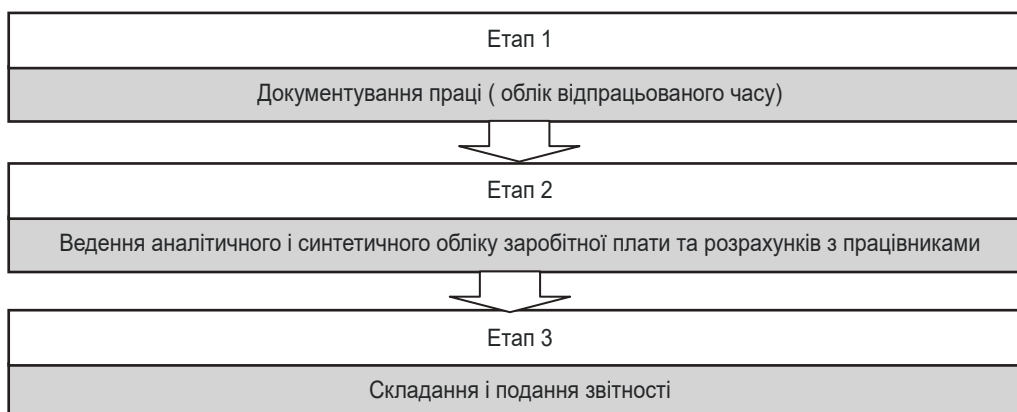 Етап 1
Документування праці ( облік відпрацьованого часу)
Етап 2
Ведення аналітичного і синтетичного обліку заробітної плати та розрахунків з працівниками
Етап 3
Складання і подання звітності